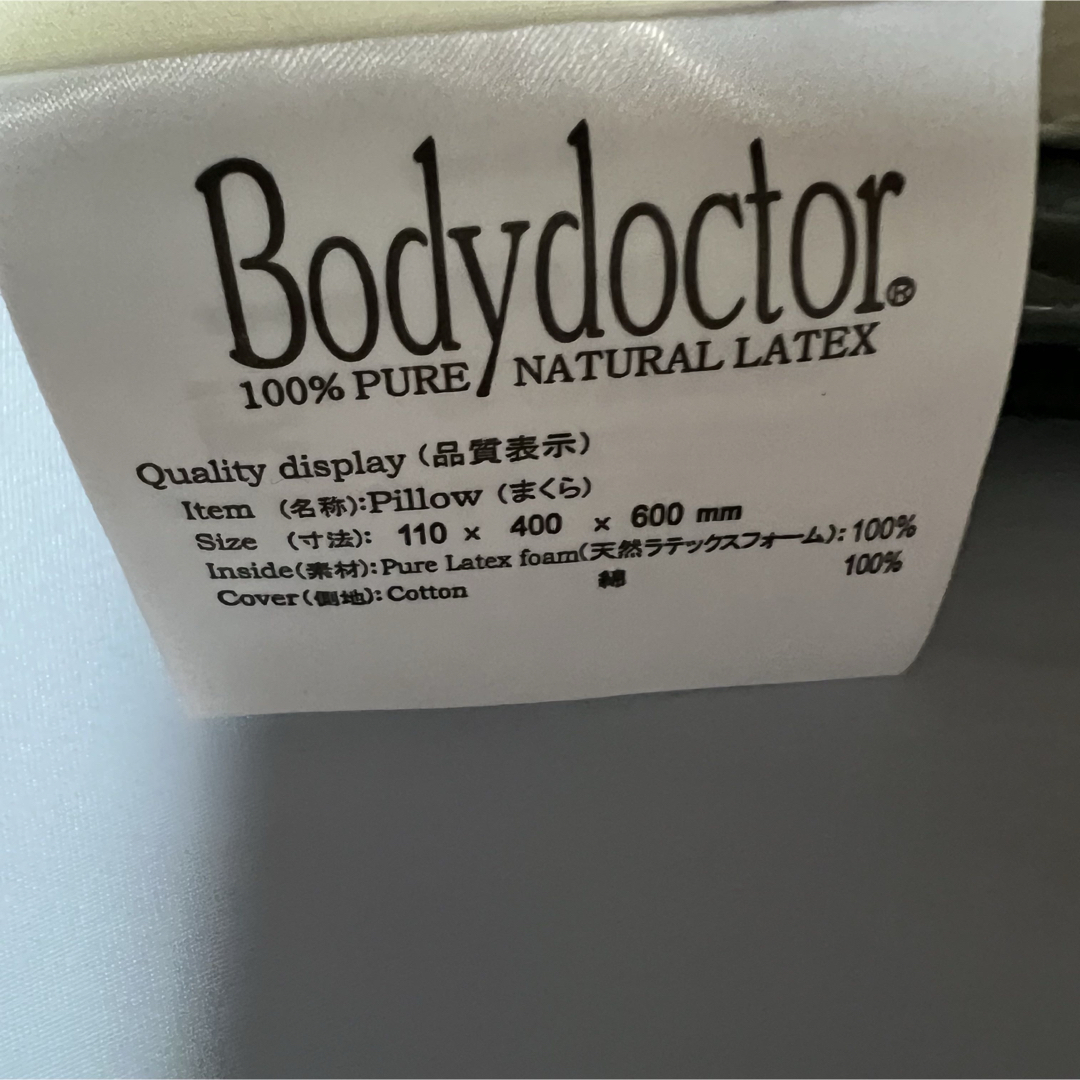 Bodydoctor®
100% PURE NATURAL LATEX
Quality display (品質表示)
Item (名称):Pillow (まくら)
Size (寸法): 110 × 400 × 600 mm
Inside(素材):Pure Latex foam(天然ラテックスフォーム):100%
Cover(側地):Cotton 綿 100%